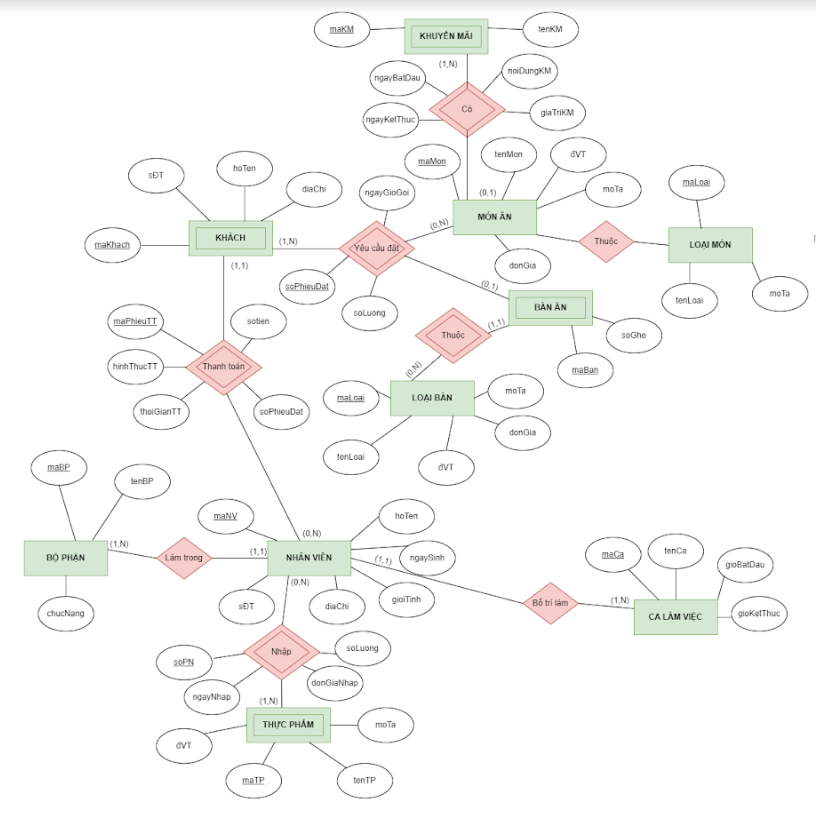 maKM
KHUYẾN MÃI
tenKM
(1,N)
ngayBatDau
noiDungKM
Có
ngayKetThuc
giaTriKM
maMon
tenMon
đVT
sĐT
hoTen
diaChi
ngayGioGoi
(0,1)
moTa
maLoai
maKhach
KHÁCH
(1,N)
Yêu cầu đặt
(0,N)
MÓN ĂN
Thuộc
LOẠI MÓN
(1,1)
soPhieuDat
donGia
(0,1)
tenLoai
moTa
maPhieuTT
sotien
soLuong
BÀN ĂN
Thuộc
(1,1)
soGhe
hinhThucTT
Thanh toán
(0,N)
maBan
thoiGianTT
soPhieuDat
maLoai
LOẠI BÀN
moTa
donGia
tenLoai
đVT
maBP
tenBP
maNV
hoTen
(0,N)
BỘ PHẬN
(1,N)
Làm trong
(1,1)
NHÂN VIÊN
(1,1)
ngaySinh
maCa
tenCa
gioBatDau
(0,N)
chucNang
sĐT
diaChi
gioiTinh
Bố trí làm
(1,N)
CA LÀM VIỆC
gioKetThuc
soPN
Nhập
soLuong
ngayNhap
donGiaNhap
(1,N)
đVT
THỰC PHẨM
moTa
maTP
tenTP